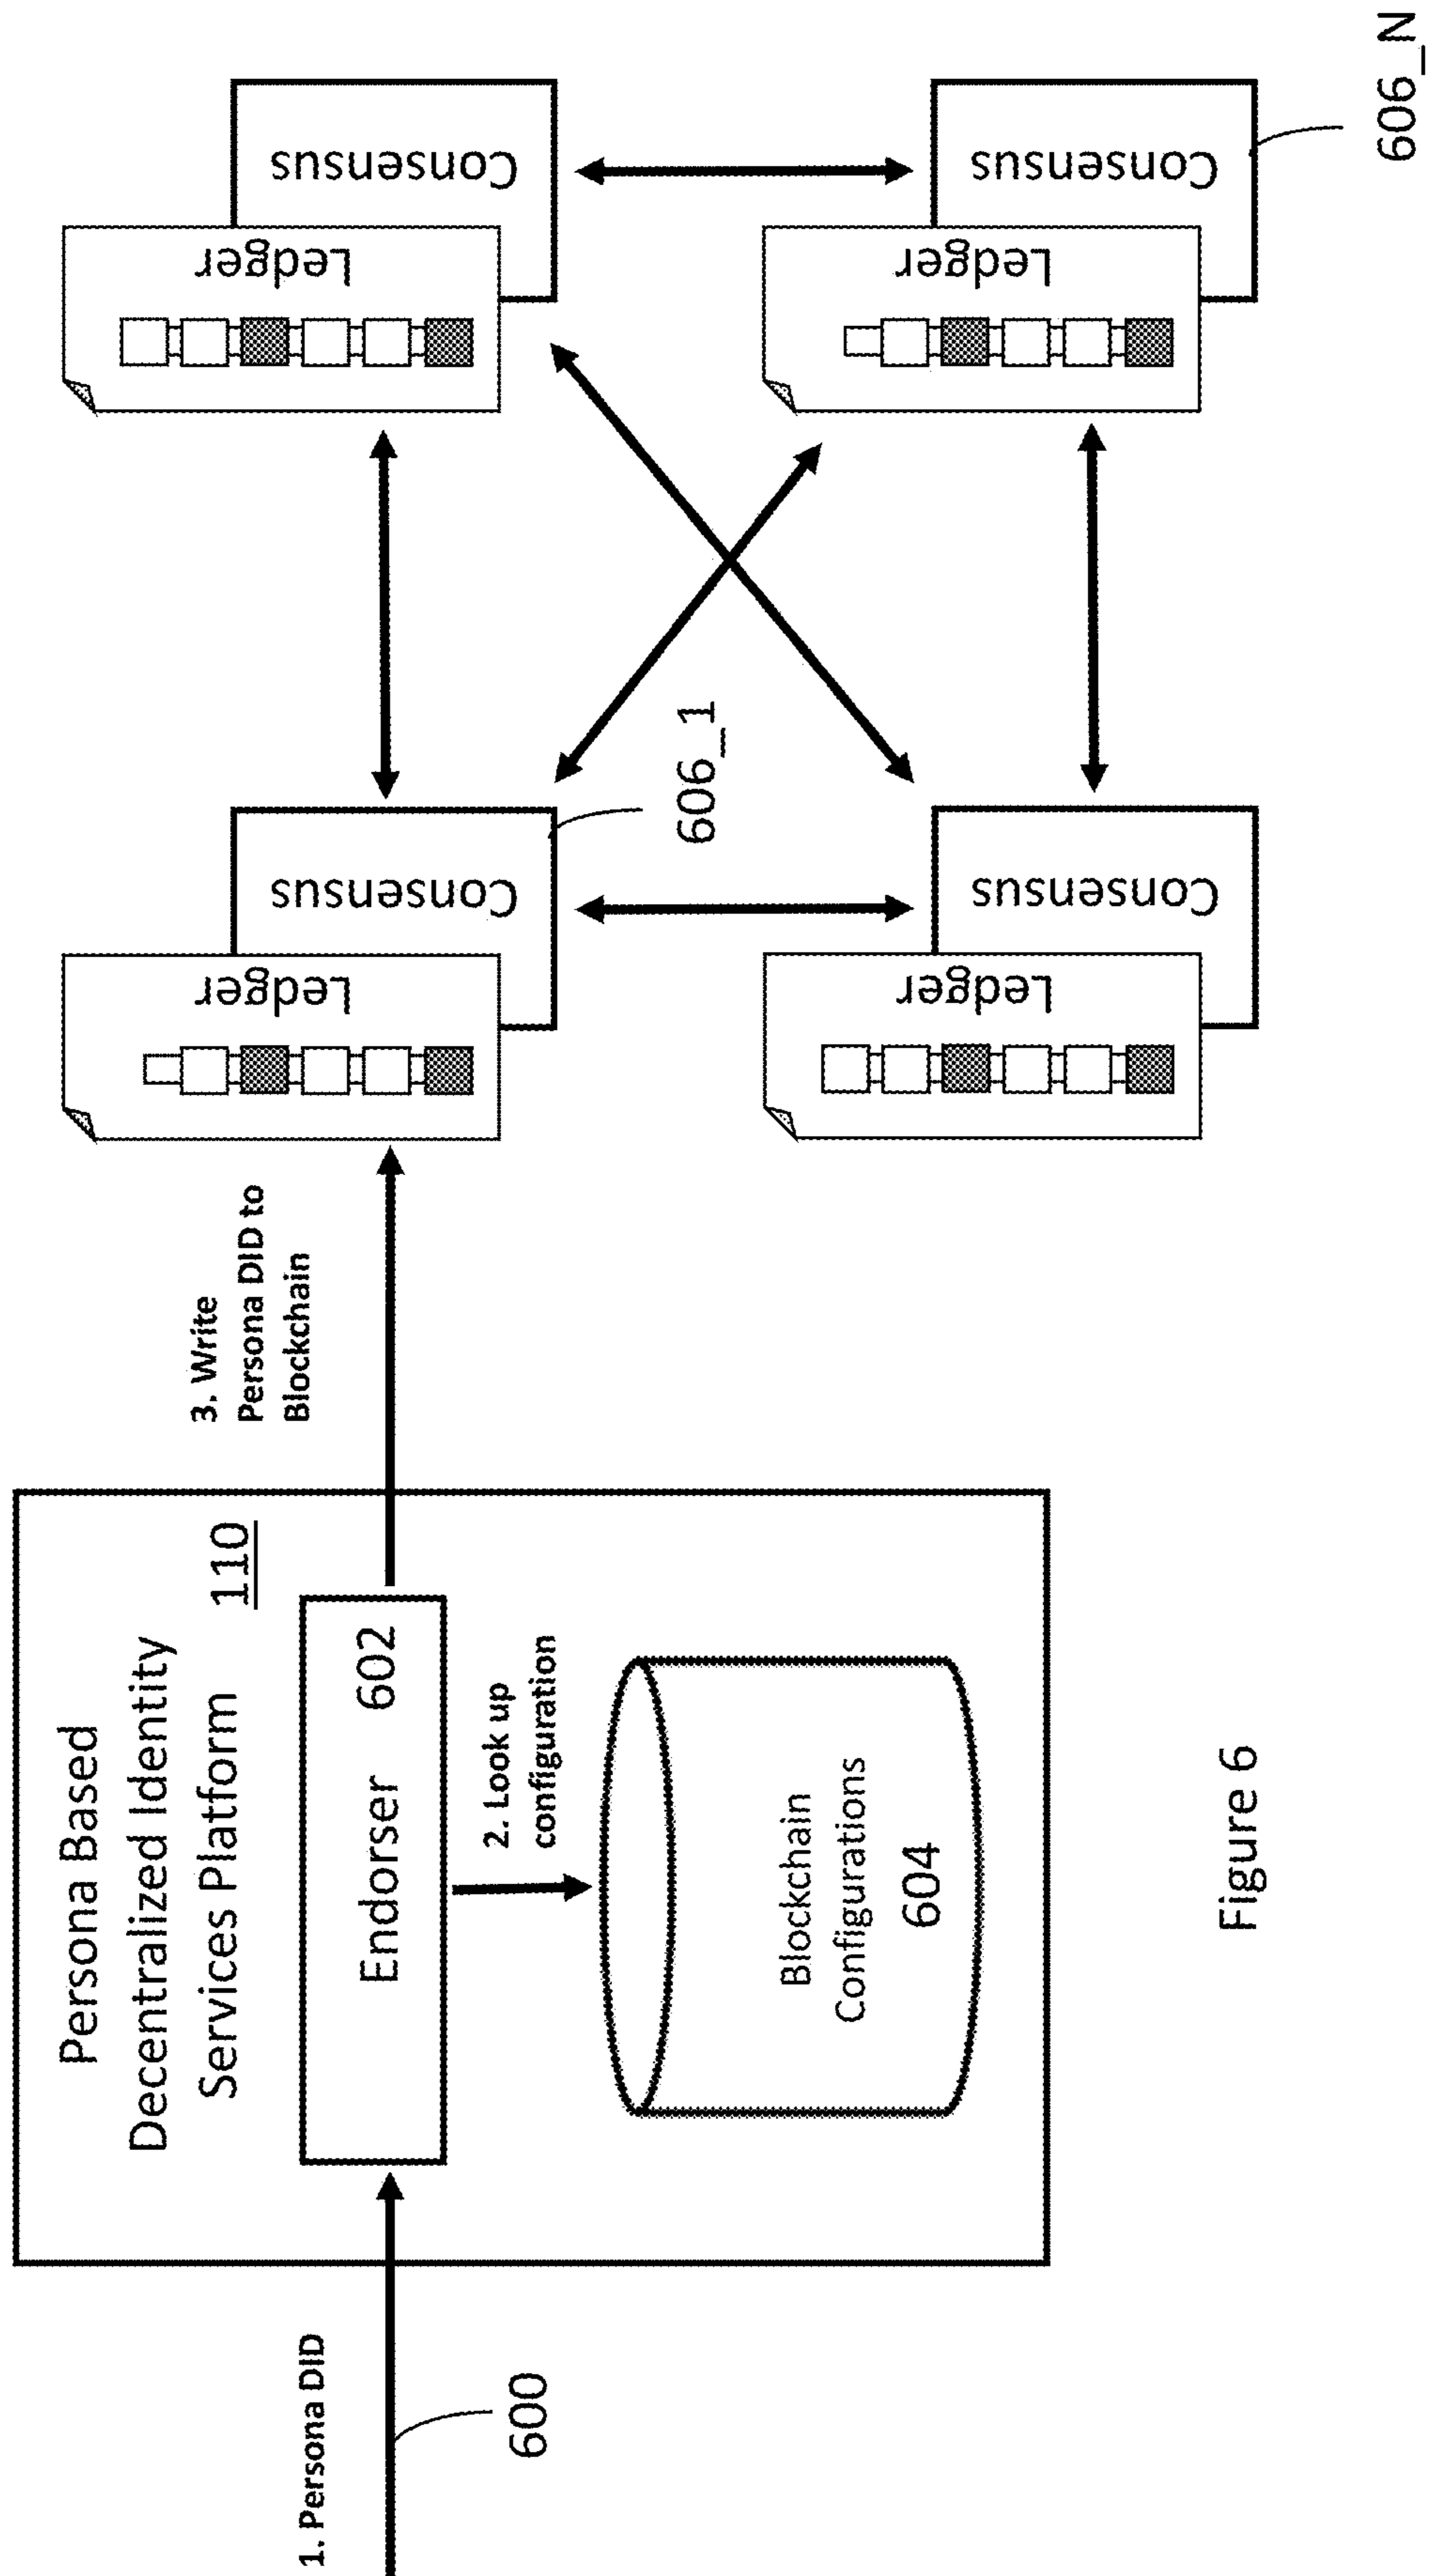 1. Persona DID
600
Persona Based
Decentralized Identity
Services Platform
110
Endorser 602
2. Look up
configuration
Blockchain
Configurations
604
3. Write
Persona DID to
Blockchain
Ledger
Consensus
606_1
Ledger
Consensus
Ledger
Consensus
Ledger
Consensus
606_N
Figure 6